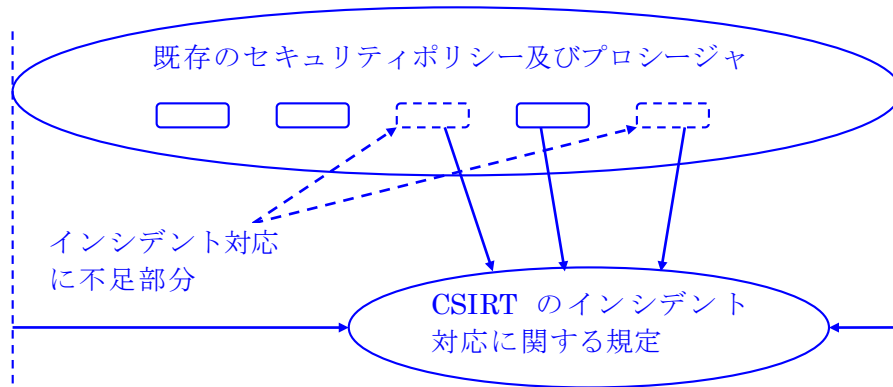 既存のセキュリティポリシー及びプロシージャ
インシデント対応
に不足部分
CSIRT のインシデント
対応に関する規定